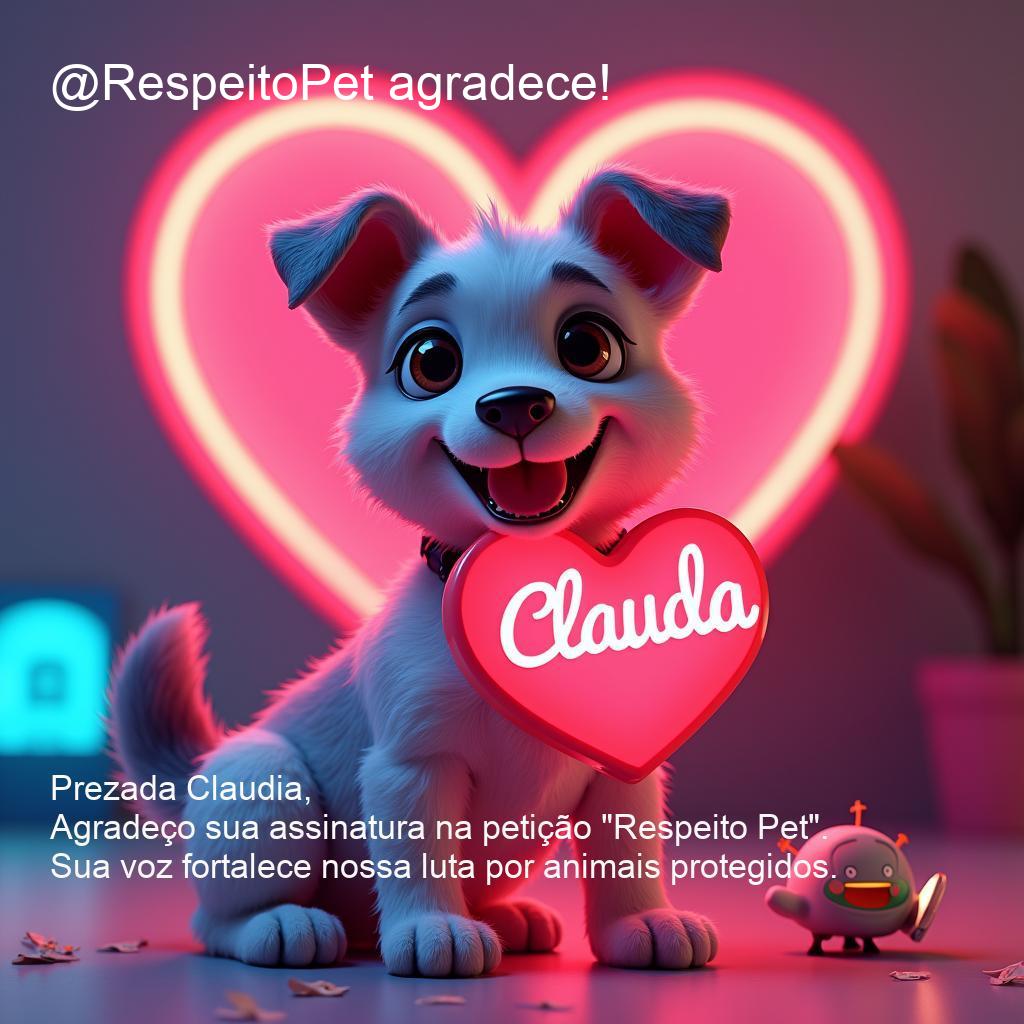 @RespeitoPet agradece!
Clauda
Prezada Claudia,
Agradeço sua assinatura na petição "Respeito Pet".
Sua voz fortalece nossa luta por animais protegidos.